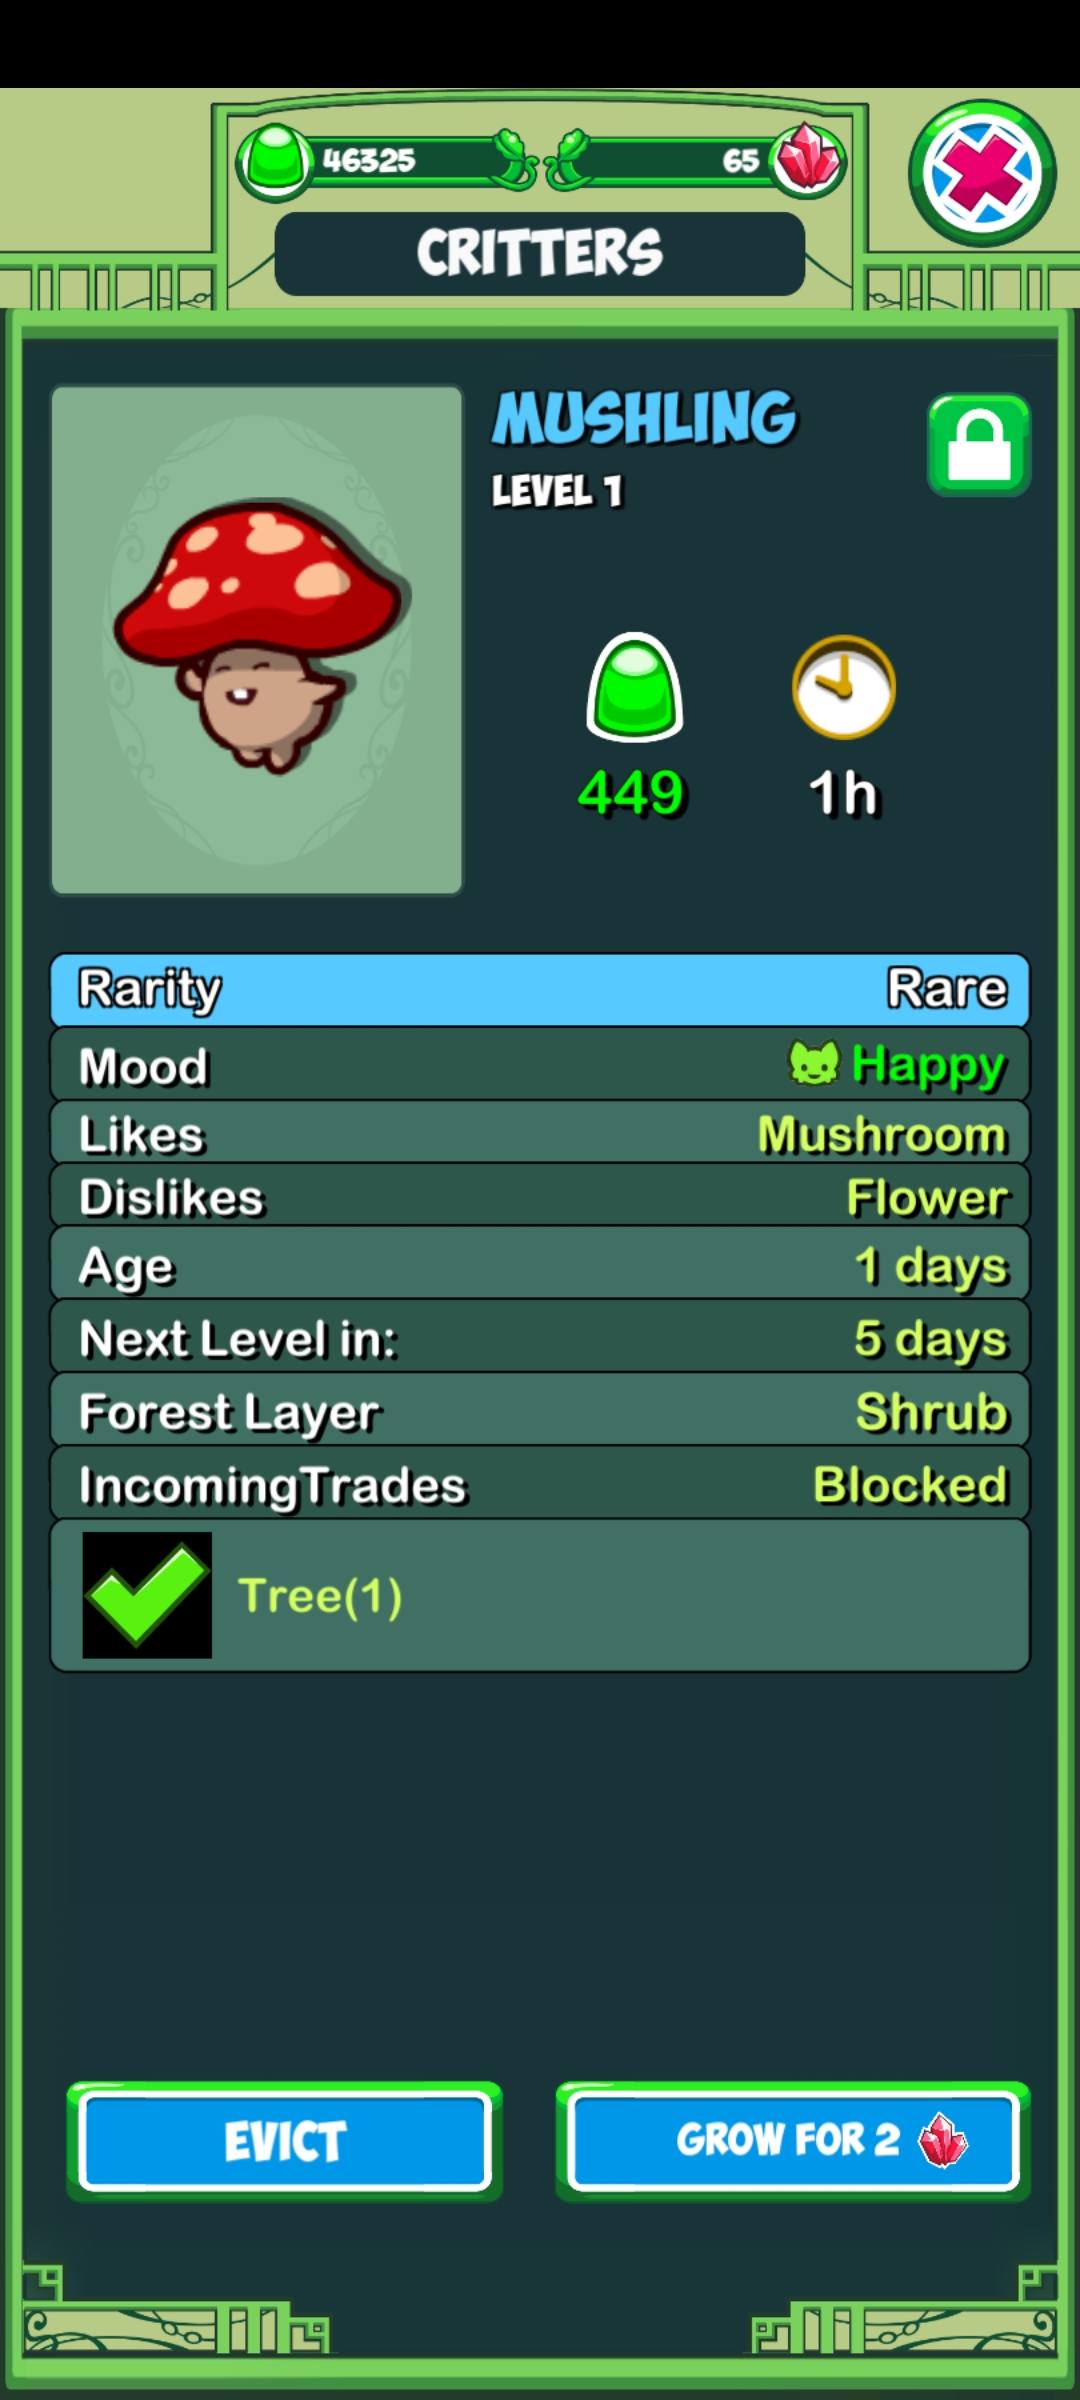 46325
65
CRITTERS
MUSHLING
LEVEL 1
449
1h
Rarity Rare
Mood Happy
Likes Mushroom
Dislikes Flower
Age 1 days
Next Level in: 5 days
Forest Layer Shrub
IncomingTrades Blocked
Tree(1)
EVICT
GROW FOR 2